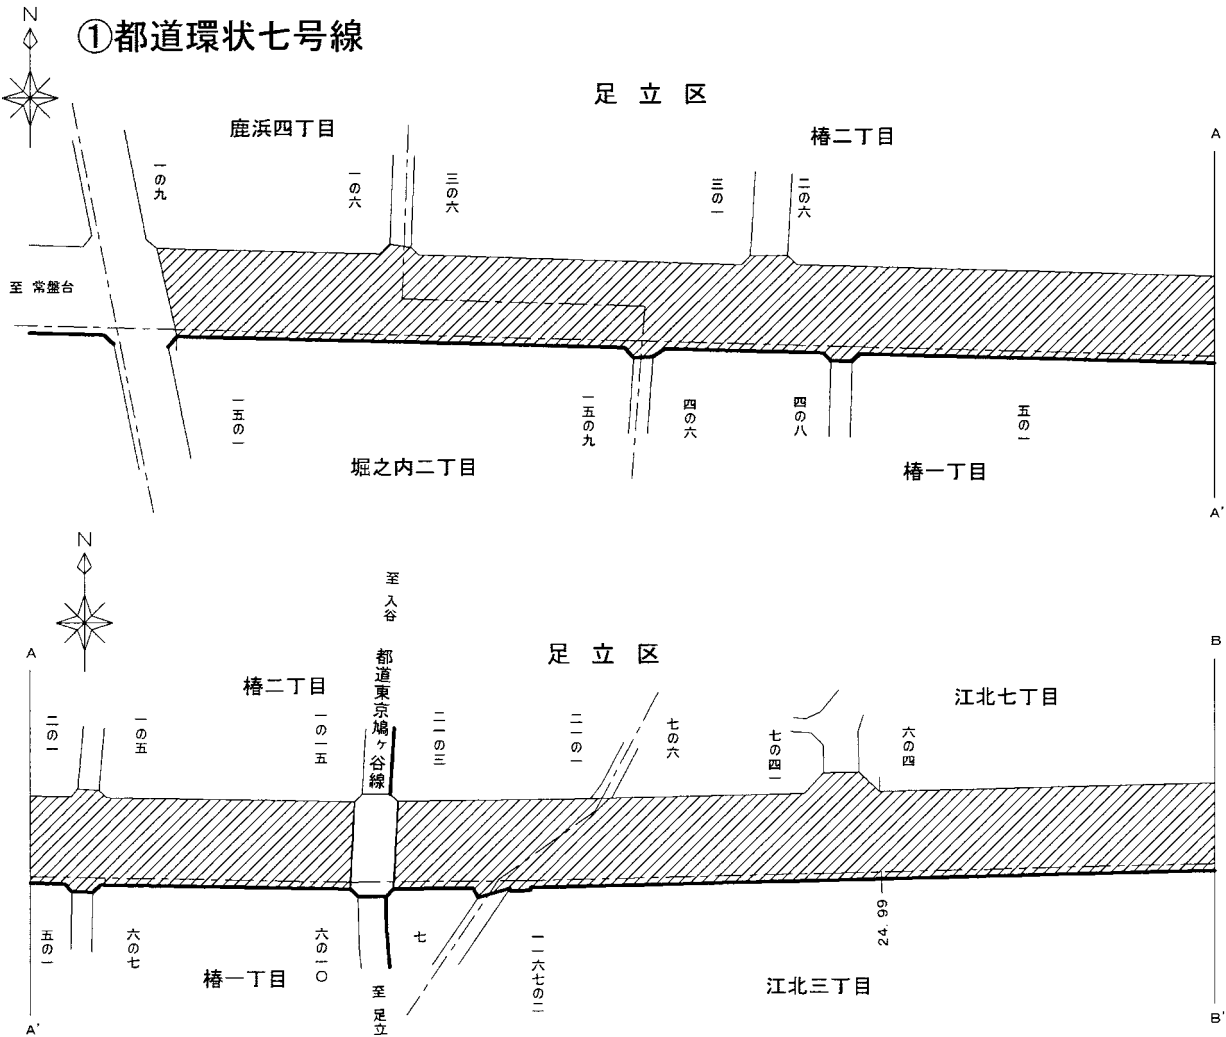 N
①都道環状七号線
足立区
鹿浜四丁目
椿二丁目
A
一の九
一の六
三の六
三の一
二の六
至 常盤台
一五の一
一五の九
四の六
四の八
五の一
堀之内二丁目
椿一丁目
A'
N
至 入谷
都道東京鳩ヶ谷線
足立区
A
B
椿二丁目
江北七丁目
二の一
一の五
一の一五
二一の三
二一の一
七の六
七の四一
六の四
24.99
五の一
六の七
六の一〇
七
一一六七の二
椿一丁目
江北三丁目
至 足立
A'
B'